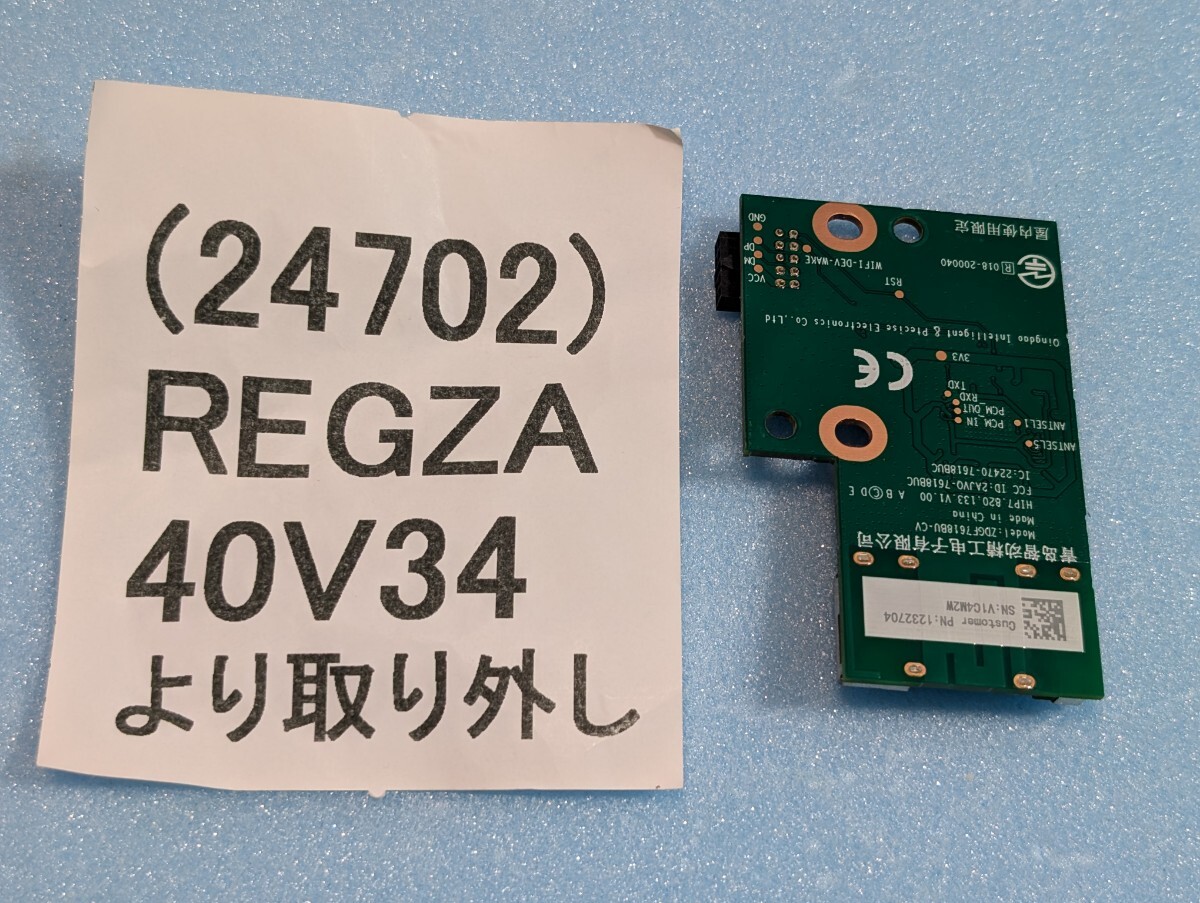 (24702)
REGZA
40V34
より取り外し
屋内使用限定
R 018-200040
GND
DP
DM
VCC
WIFI-DEV-WAKE
RST
Qingdao Intelligent & Precise Electronics Co.,Ltd
CE
3V3
TXD
RXD
PCM_OUT
PCM_IN
ANTSEL1
ANTSEL5
IC:22470-7618BUC
FCC ID:2AJVQ-7618BUC
HIP7.820.133.V1.00
A B C D E
Made in China
Model:ZDGF7618BU-CV
青岛智动精工电子有限公司
Customer PN:1232704
SN:V1C4M2W